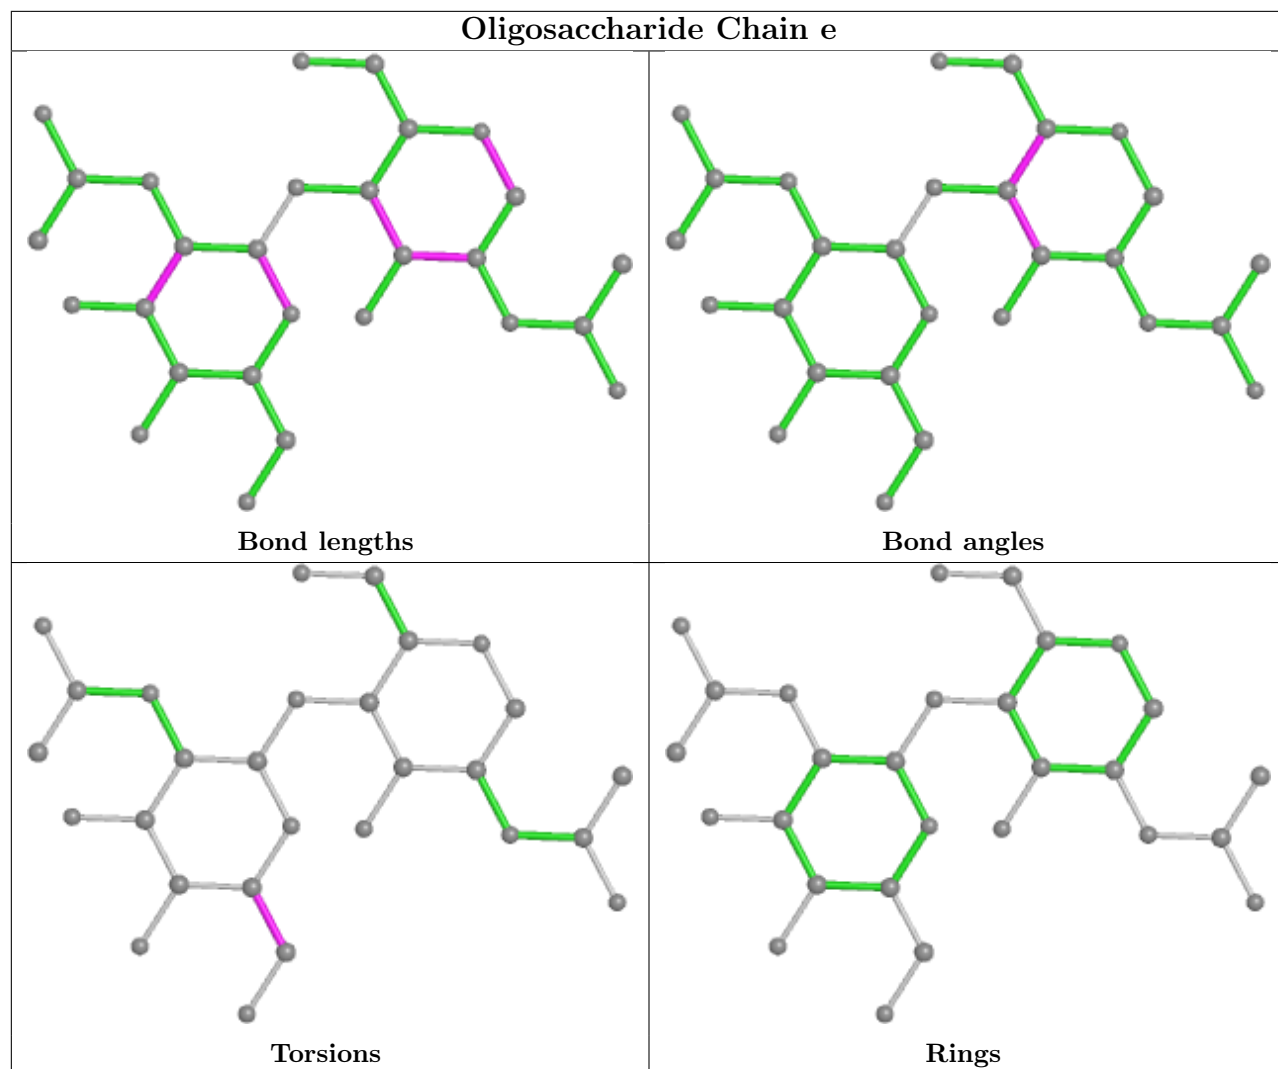 Oligosaccharide Chain e
Bond lengths
Bond angles
Torsions
Rings